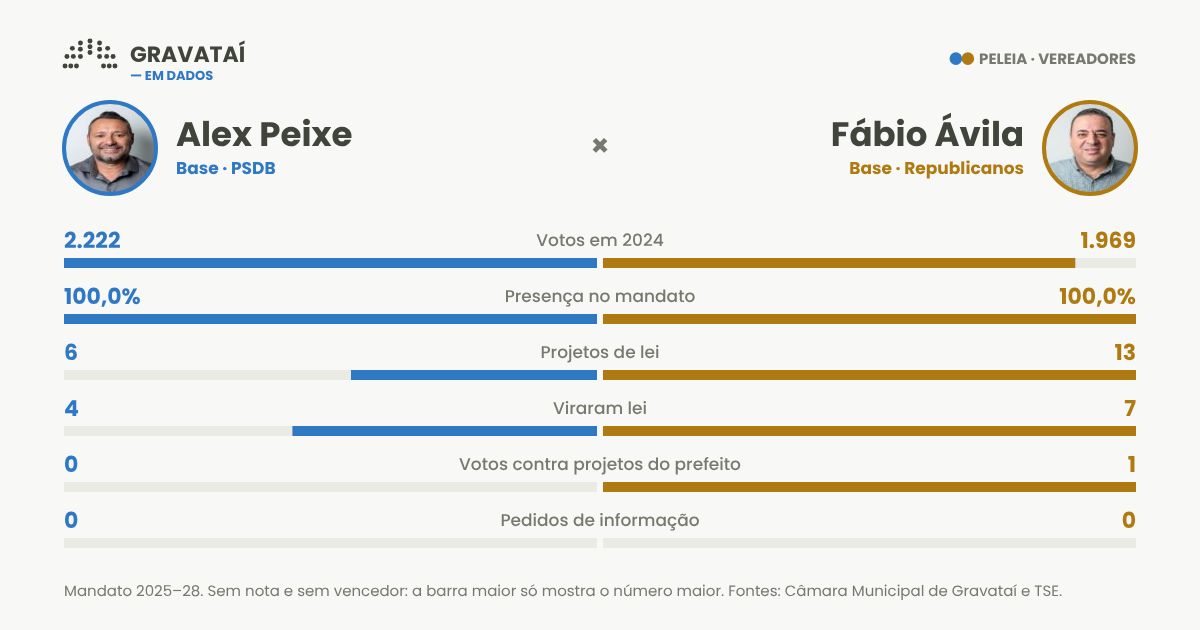 GRAVATAÍ
— EM DADOS
PELEIA · VEREADORES
Alex Peixe
Base · PSDB
×
Fábio Ávila
Base · Republicanos
2.222 Votos em 2024 1.969
100,0% Presença no mandato 100,0%
6 Projetos de lei 13
4 Viraram lei 7
0 Votos contra projetos do prefeito 1
0 Pedidos de informação 0
Mandato 2025–28. Sem nota e sem vencedor: a barra maior só mostra o número maior. Fontes: Câmara Municipal de Gravataí e TSE.